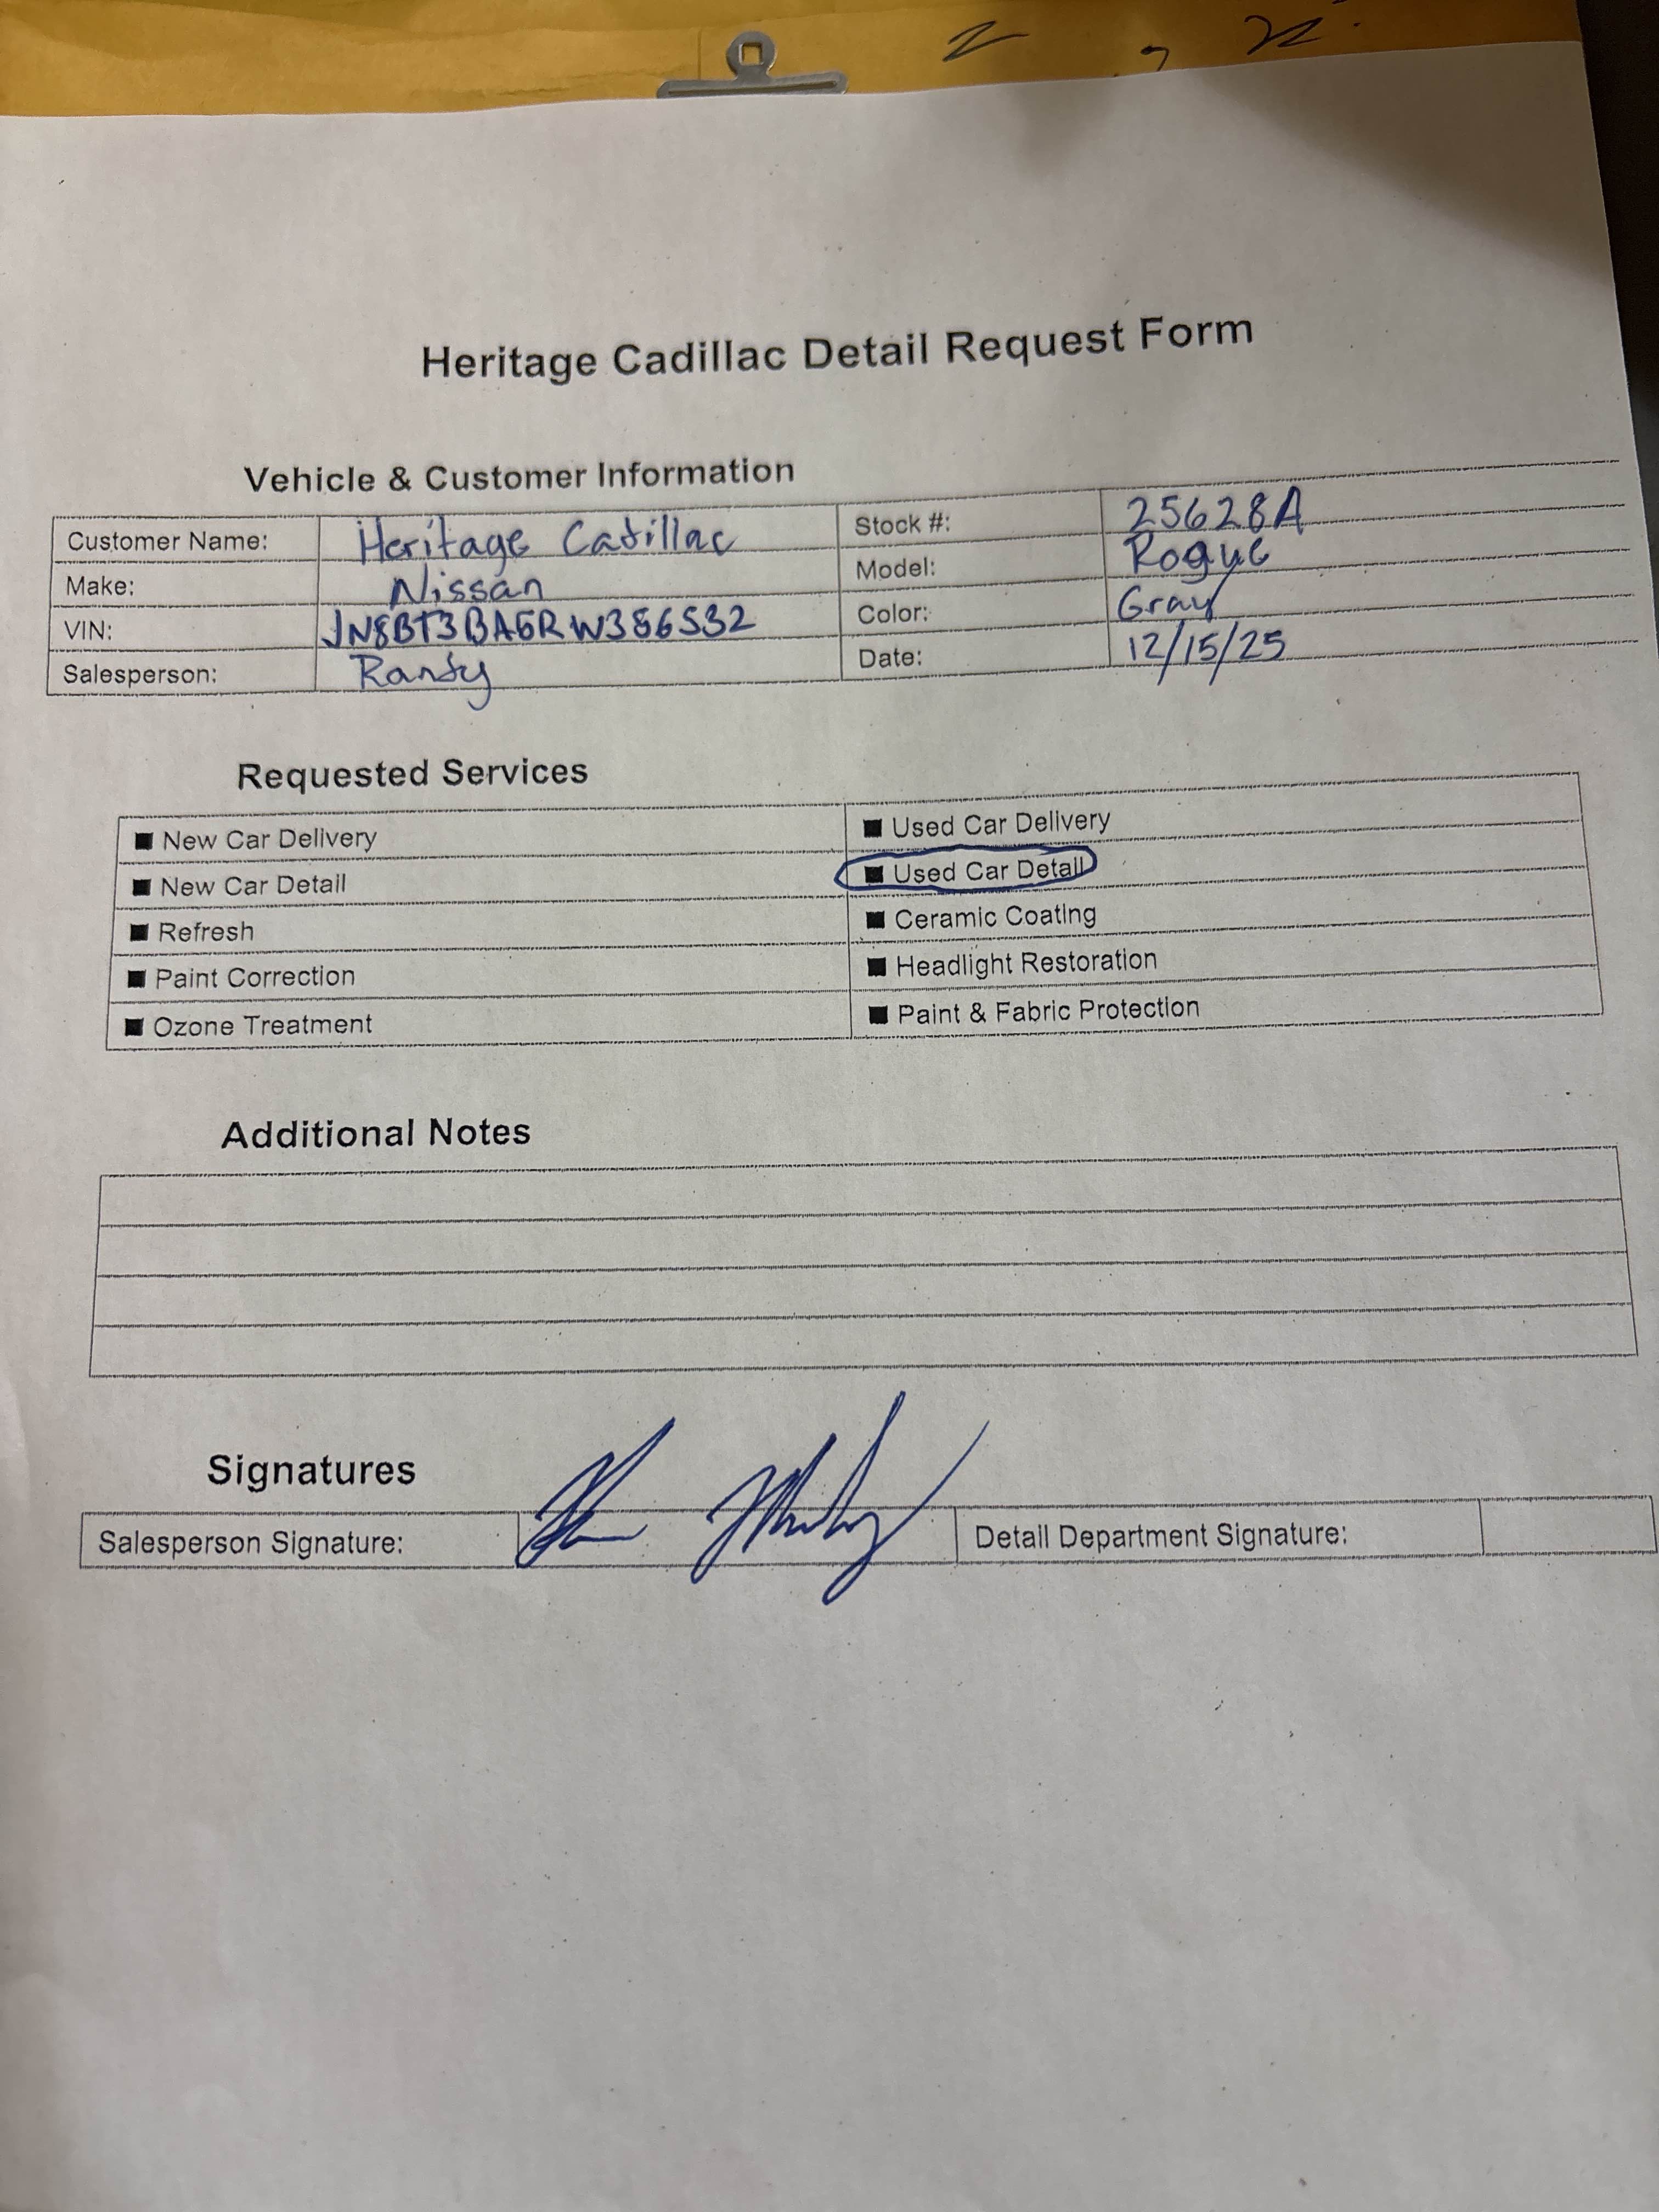 Heritage Cadillac Detail Request Form
Vehicle & Customer Information
Customer Name: Heritage Cadillac Stock #: 25628A
Make: Nissan Model: Rogue
VIN: Color: Gray
Salesperson: Randy Date: 12/15/25
Requested Services
■ New Car Delivery ■ Used Car Delivery
■ New Car Detail ■ Used Car Detail
■ Refresh ■ Ceramic Coating
■ Paint Correction ■ Headlight Restoration
■ Ozone Treatment ■ Paint & Fabric Protection
Additional Notes
Signatures
Salesperson Signature: Detail Department Signature: